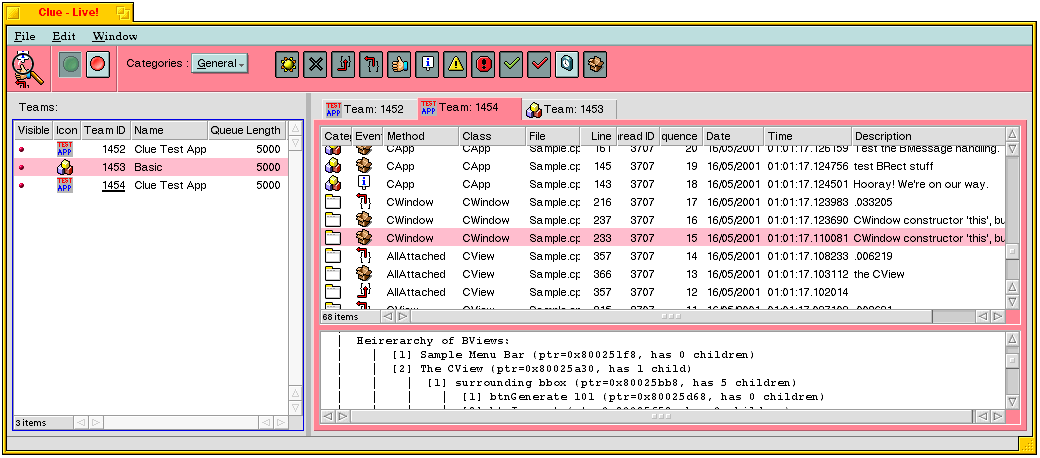 Clue - Live!
File Edit Window
Categories : General
Teams:
Visible Icon Team ID Name Queue Length
TEST APP 1452 Clue Test App 5000
1453 Basic 5000
TEST APP 1454 Clue Test App 5000
3 items
TEST APP Team: 1452 TEST APP Team: 1454 Team: 1453
Categ Event Method Class File Line hread ID quence Date Time Description
CApp CApp Sample.cp 161 3707 20 16/05/2001 01:01:17.126159 Test the BMessage handling.
CApp CApp Sample.cp 145 3707 19 16/05/2001 01:01:17.124756 test BRect stuff
CApp CApp Sample.cp 143 3707 18 16/05/2001 01:01:17.124501 Hooray! We're on our way.
CWindow CWindow Sample.cp 216 3707 17 16/05/2001 01:01:17.123983 .033205
CWindow CWindow Sample.cp 237 3707 16 16/05/2001 01:01:17.123690 CWindow constructor 'this', bu
CWindow CWindow Sample.cp 233 3707 15 16/05/2001 01:01:17.110081 CWindow constructor 'this', bu
AllAttached CView Sample.cp 357 3707 14 16/05/2001 01:01:17.108233 .006219
AllAttached CView Sample.cp 366 3707 13 16/05/2001 01:01:17.103112 the CView
AllAttached CView Sample.cp 357 3707 12 16/05/2001 01:01:17.102014
68 items
Heirerarchy of BViews:
[1] Sample Menu Bar (ptr=0x800251f8, has 0 children)
[2] The CView (ptr=0x80025a30, has 1 child)
[1] surrounding bbox (ptr=0x80025bb8, has 5 children)
[1] btnGenerate 101 (ptr=0x80025d68, has 0 children)